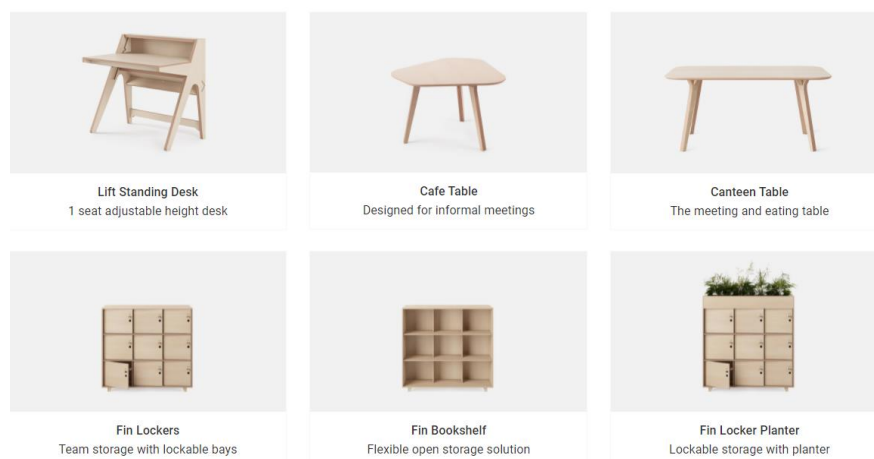 Lift Standing Desk
1 seat adjustable height desk
Cafe Table
Designed for informal meetings
Canteen Table
The meeting and eating table
Fin Lockers
Team storage with lockable bays
Fin Bookshelf
Flexible open storage solution
Fin Locker Planter
Lockable storage with planter